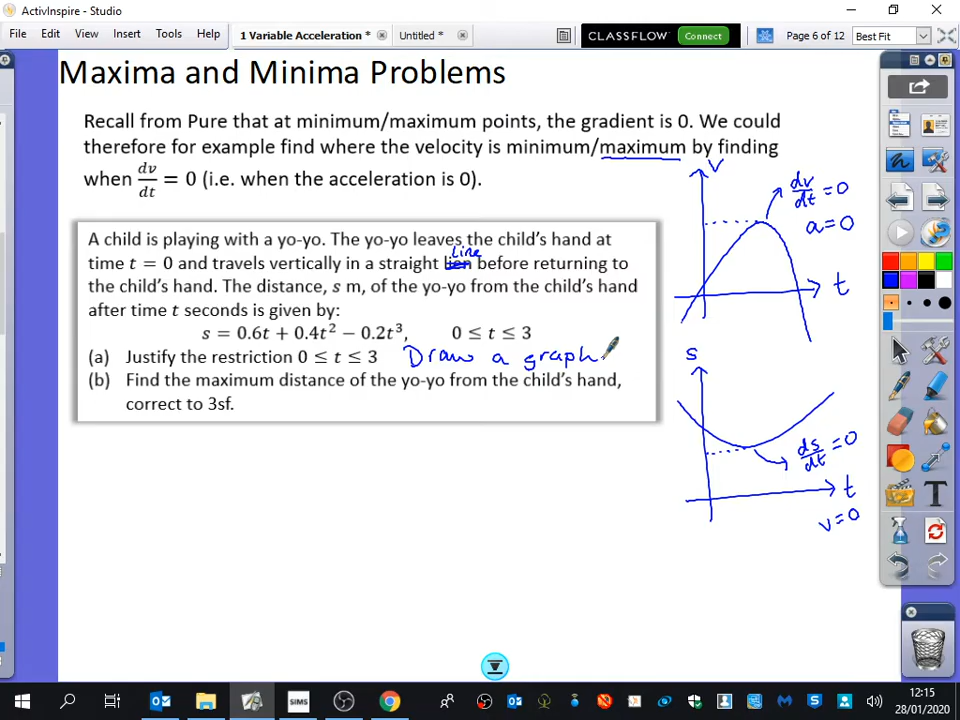 ActivInspire - Studio
File Edit View Insert Tools Help
1 Variable Acceleration *
Untitled *
CLASSFLOW™ Connect
Page 6 of 12
Best Fit
Maxima and Minima Problems
Recall from Pure that at minimum/maximum points, the gradient is 0. We could
therefore for example find where the velocity is minimum/maximum by finding
when dv/dt = 0 (i.e. when the acceleration is 0).
A child is playing with a yo-yo. The yo-yo leaves the child's hand at
Line
time t = 0 and travels vertically in a straight lien before returning to
the child's hand. The distance, s m, of the yo-yo from the child's hand
after time t seconds is given by:
s = 0.6t + 0.4t² − 0.2t³, 0 ≤ t ≤ 3
(a) Justify the restriction 0 ≤ t ≤ 3 Draw a graph
(b) Find the maximum distance of the yo-yo from the child's hand,
correct to 3sf.
v
dv/dt = 0
a = 0
t
s
ds/dt = 0
t
v = 0
T
SIMS
12:15
28/01/2020